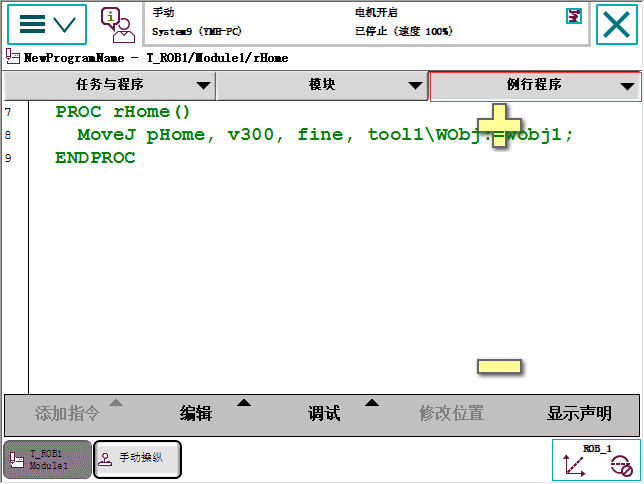 手动
System9 (YMH-PC)
电机开启
已停止 (速度 100%)
NewProgramName - T_ROB1/Module1/rHome
任务与程序
模块
例行程序
7 PROC rHome()
8 MoveJ pHome, v300, fine, tool1\WObj:=wobj1;
9 ENDPROC
添加指令
编辑
调试
修改位置
显示声明
T_ROB1
Module1
手动操纵
ROB_1